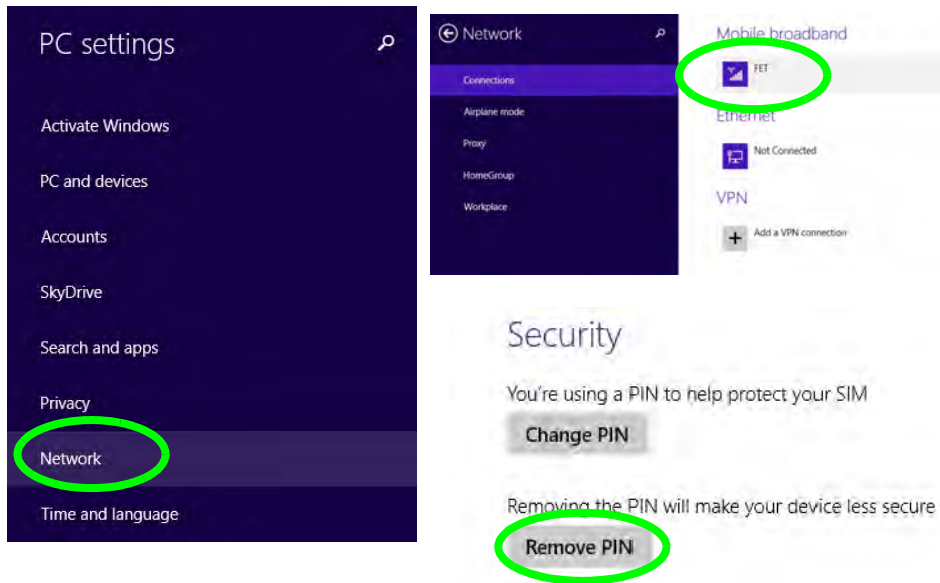 PC settings
Activate Windows
PC and devices
Accounts
SkyDrive
Search and apps
Privacy
Network
Time and language
Network
Connections
Airplane mode
Proxy
HomeGroup
Workplace
Mobile broadband
FET
Ethernet
Not Connected
VPN
Add a VPN connection
Security
You're using a PIN to help protect your SIM
Change PIN
Removing the PIN will make your device less secure
Remove PIN